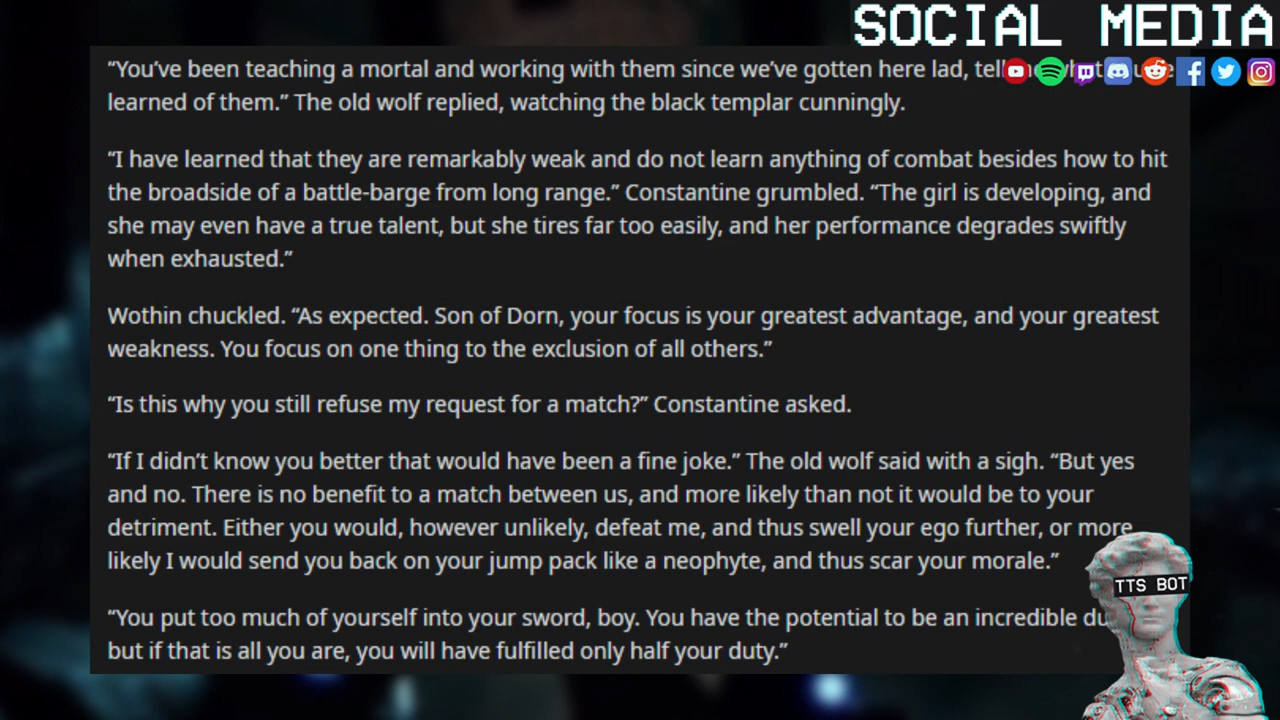 SOCIAL MEDIA
“You’ve been teaching a mortal and working with them since we’ve gotten here lad,
learned of them.” The old wolf replied, watching the black templar cunningly.
“I have learned that they are remarkably weak and do not learn anything of combat besides how to hit
the broadside of a battle-barge from long range.” Constantine grumbled. “The girl is developing, and
she may even have a true talent, but she tires far too easily, and her performance degrades swiftly
when exhausted.”
Wothin chuckled. “As expected. Son of Dorn, your focus is your greatest advantage, and your greatest
weakness. You focus on one thing to the exclusion of all others.”
“Is this why you still refuse my request for a match?” Constantine asked.
“If I didn’t know you better that would have been a fine joke.” The old wolf said with a sigh. “But yes
and no. There is no benefit to a match between us, and more likely than not it would be to your
detriment. Either you would, however unlikely, defeat me, and thus swell your ego further, or more
likely I would send you back on your jump pack like a neophyte, and thus scar your morale.”
“You put too much of yourself into your sword, boy. You have the potential to be an incredible
but if that is all you are, you will have fulfilled only half your duty.”
TTS BOT